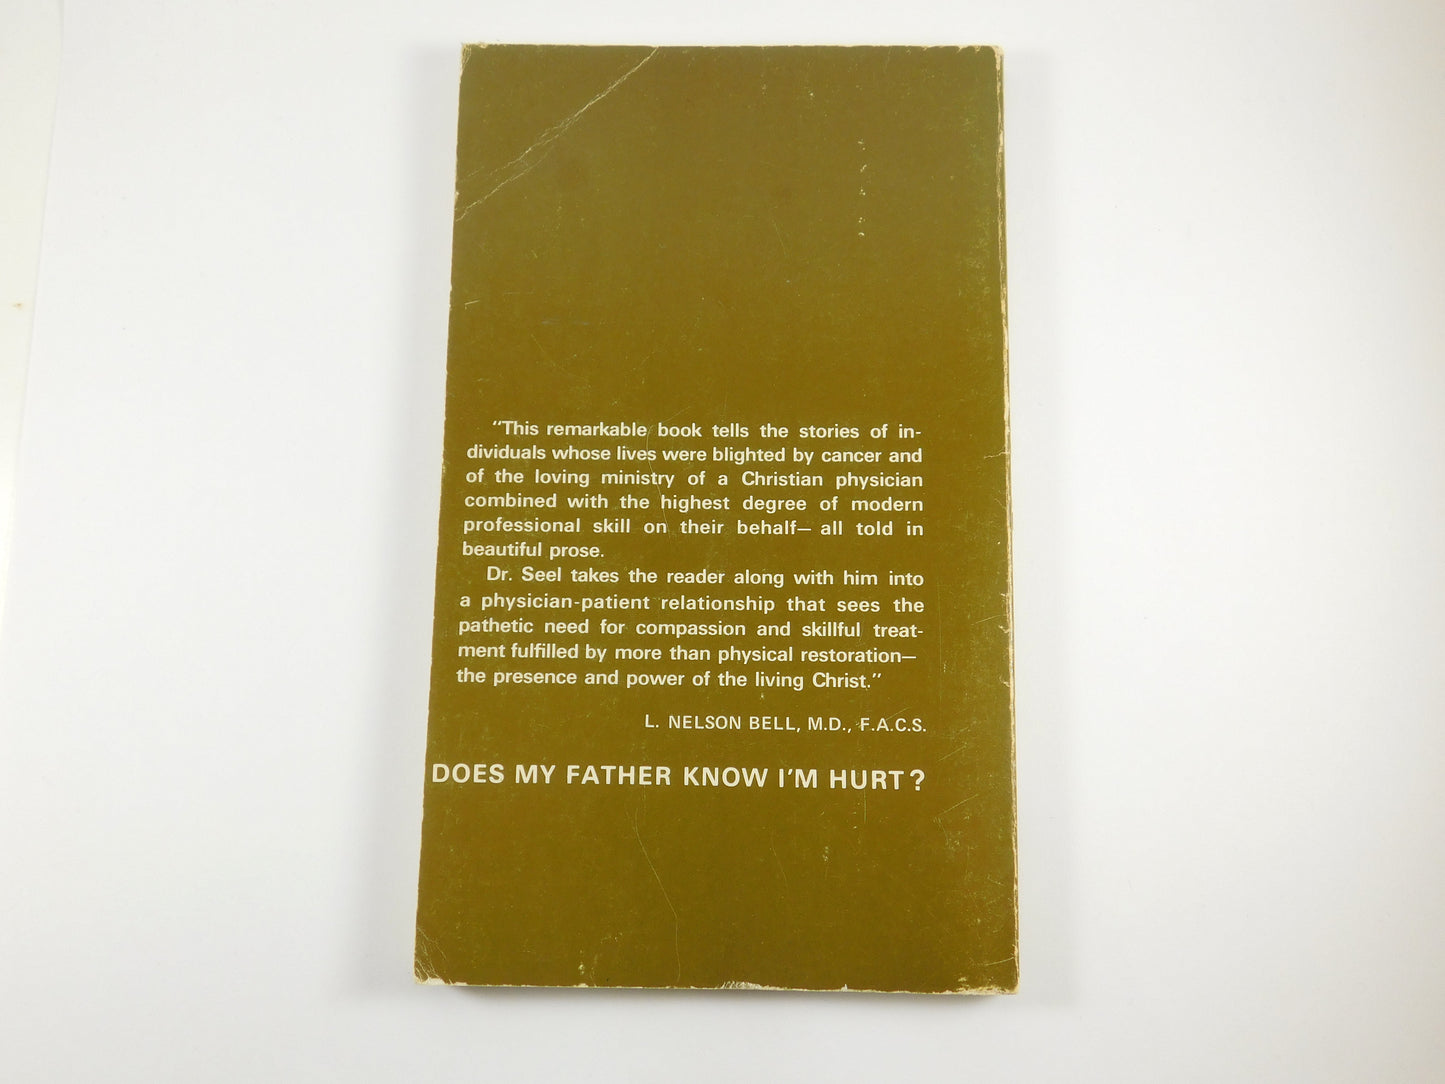 "This remarkable book tells the stories of in-
dividuals whose lives were blighted by cancer and
of the loving ministry of a Christian physician
combined with the highest degree of modern
professional skill on their behalf— all told in
beautiful prose.
Dr. Seel takes the reader along with him into
a physician-patient relationship that sees the
pathetic need for compassion and skillful treat-
ment fulfilled by more than physical restoration—
the presence and power of the living Christ."
L. NELSON BELL, M.D., F.A.C.S.
DOES MY FATHER KNOW I'M HURT?